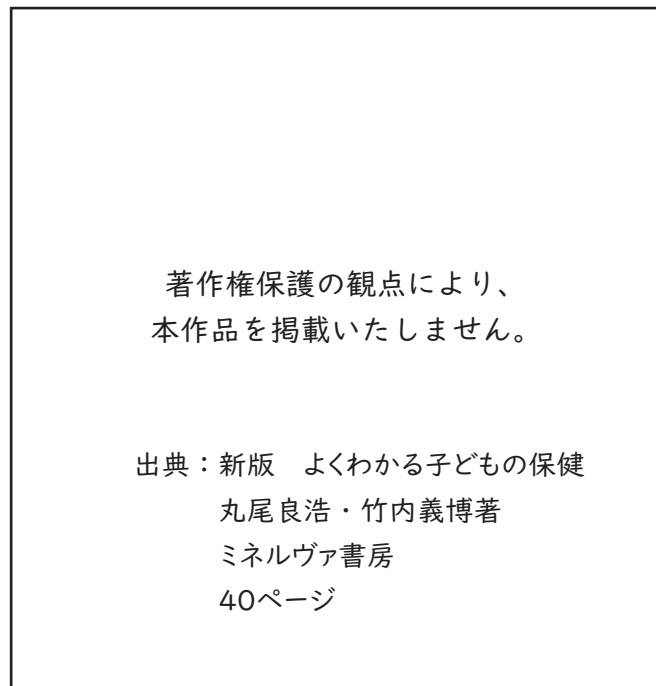 著作権保護の観点により、
本作品を掲載いたしません。
出典：新版　よくわかる子どもの保健
丸尾良浩・竹内義博著
ミネルヴァ書房
40ページ